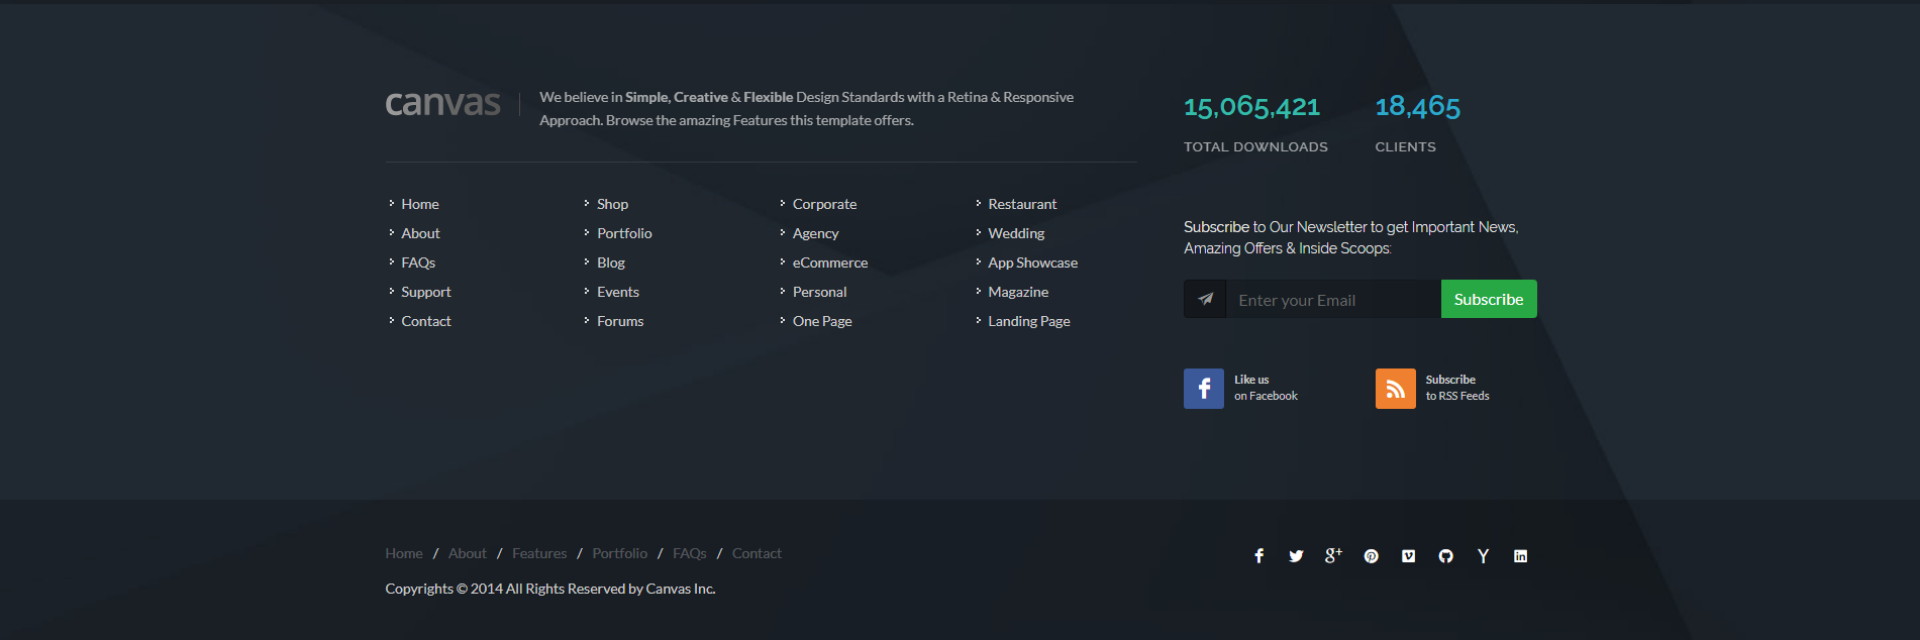 canvas
We believe in Simple, Creative & Flexible Design Standards with a Retina & Responsive
Approach. Browse the amazing Features this template offers.
Home
About
FAQs
Support
Contact
Shop
Portfolio
Blog
Events
Forums
Corporate
Agency
eCommerce
Personal
One Page
Restaurant
Wedding
App Showcase
Magazine
Landing Page
15,065,421
TOTAL DOWNLOADS
18,465
CLIENTS
Subscribe to Our Newsletter to get Important News,
Amazing Offers & Inside Scoops:
Enter your Email
Subscribe
Like us
on Facebook
Subscribe
to RSS Feeds
Home / About / Features / Portfolio / FAQs / Contact
Copyrights © 2014 All Rights Reserved by Canvas Inc.